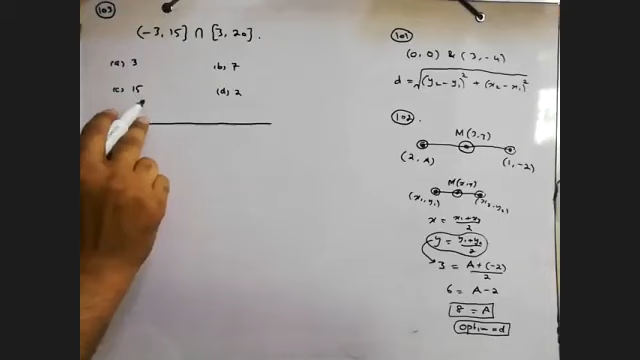 103
(-3, 15] ∩ [3, 20].
(a) 3 (b) 7
(c) 15 (d) 2
101
(0, 0) & (3, -4)
d = √((y₂ - y₁)² + (x₂ - x₁)²)
102
M(3,3)
(2, A) (1, -2)
M(x,y)
(x₁, y₁) (x₂, y₂)
x = (x₁ + x₂)/2
y = (y₁ + y₂)/2
3 = (A + (-2))/2
6 = A - 2
8 = A
option = d